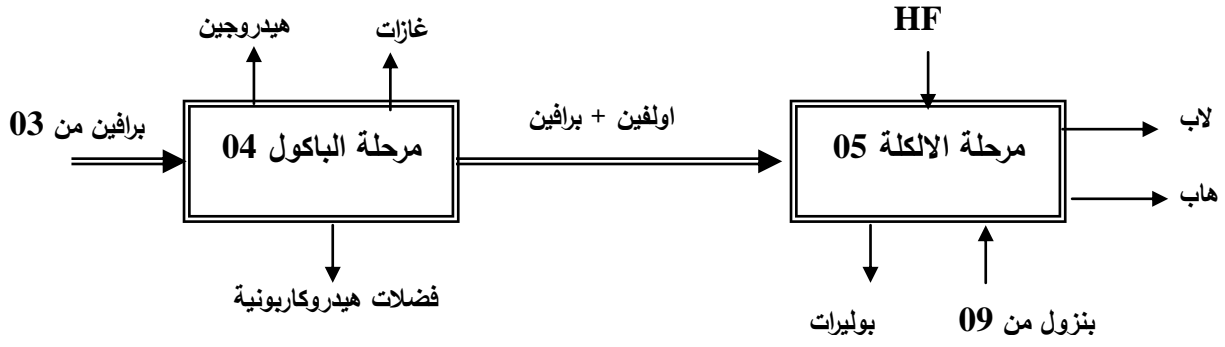 هيدروجين
غازات
HF
برافين من 03
مرحلة الباكول 04
اولفين + برافين
مرحلة الالكلة 05
لاب
هاب
فضلات هيدروكاربونية
بوليرات
بنزول من 09